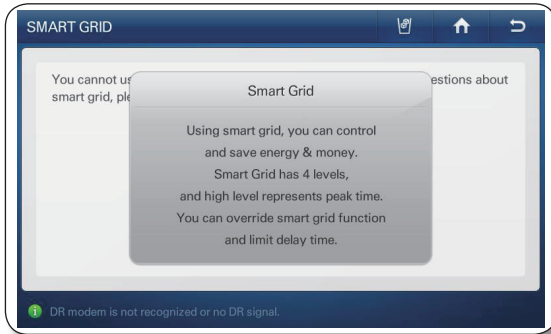 SMART GRID
You cannot us
estions about
smart grid, ple
Smart Grid
Using smart grid, you can control
and save energy & money.
Smart Grid has 4 levels,
and high level represents peak time.
You can override smart grid function
and limit delay time.
DR modem is not recognized or no DR signal.